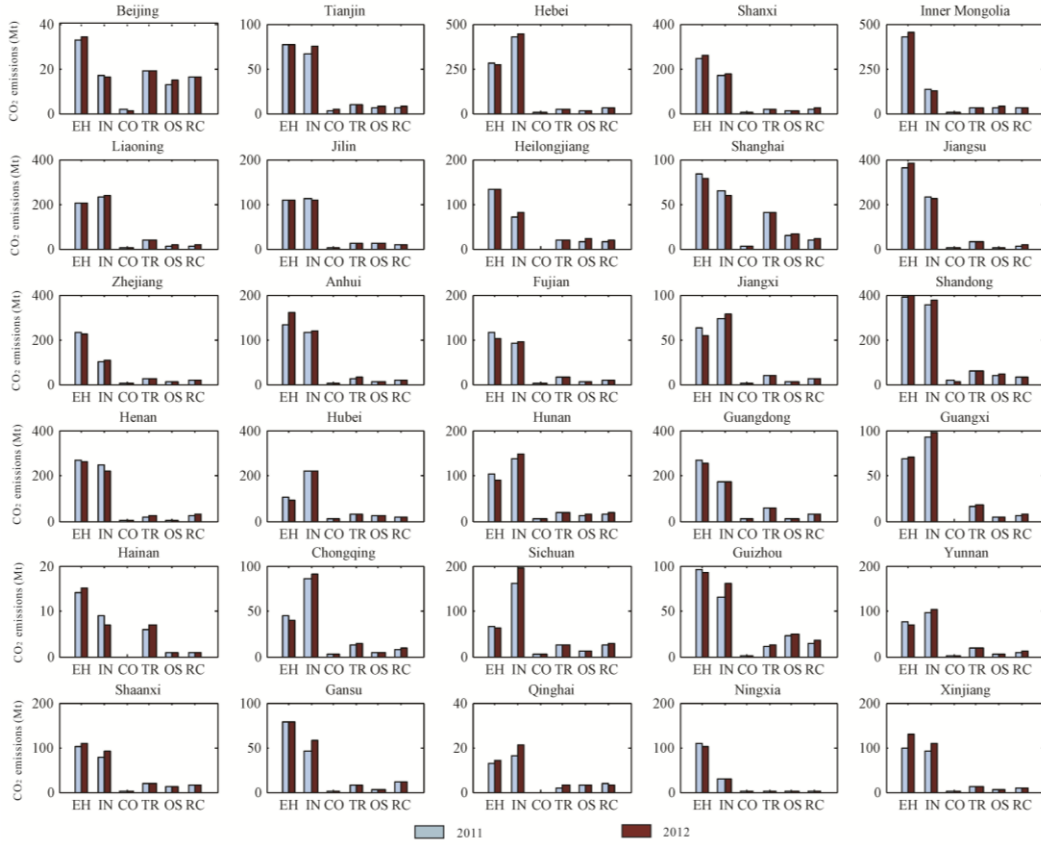 Beijing Tianjin Hebei Shanxi Inner Mongolia
CO₂ emissions (Mt)
40 100 500 400 500
20 50 250 200 250
0 0 0 0 0
EH IN CO TR OS RC EH IN CO TR OS RC EH IN CO TR OS RC EH IN CO TR OS RC EH IN CO TR OS RC
Liaoning Jilin Heilongjiang Shanghai Jiangsu
CO₂ emissions (Mt)
400 200 200 100 400
200 100 100 50 200
0 0 0 0 0
EH IN CO TR OS RC EH IN CO TR OS RC EH IN CO TR OS RC EH IN CO TR OS RC EH IN CO TR OS RC
Zhejiang Anhui Fujian Jiangxi Shandong
CO₂ emissions (Mt)
400 200 200 100 400
200 100 100 50 200
0 0 0 0 0
EH IN CO TR OS RC EH IN CO TR OS RC EH IN CO TR OS RC EH IN CO TR OS RC EH IN CO TR OS RC
Henan Hubei Hunan Guangdong Guangxi
CO₂ emissions (Mt)
400 400 200 400 100
200 200 100 200 50
0 0 0 0 0
EH IN CO TR OS RC EH IN CO TR OS RC EH IN CO TR OS RC EH IN CO TR OS RC EH IN CO TR OS RC
Hainan Chongqing Sichuan Guizhou Yunnan
CO₂ emissions (Mt)
20 100 200 100 200
10 50 100 50 100
0 0 0 0 0
EH IN CO TR OS RC EH IN CO TR OS RC EH IN CO TR OS RC EH IN CO TR OS RC EH IN CO TR OS RC
Shaanxi Gansu Qinghai Ningxia Xinjiang
CO₂ emissions (Mt)
200 100 40 200 200
100 50 20 100 100
0 0 0 0 0
EH IN CO TR OS RC EH IN CO TR OS RC EH IN CO TR OS RC EH IN CO TR OS RC EH IN CO TR OS RC
2011 2012